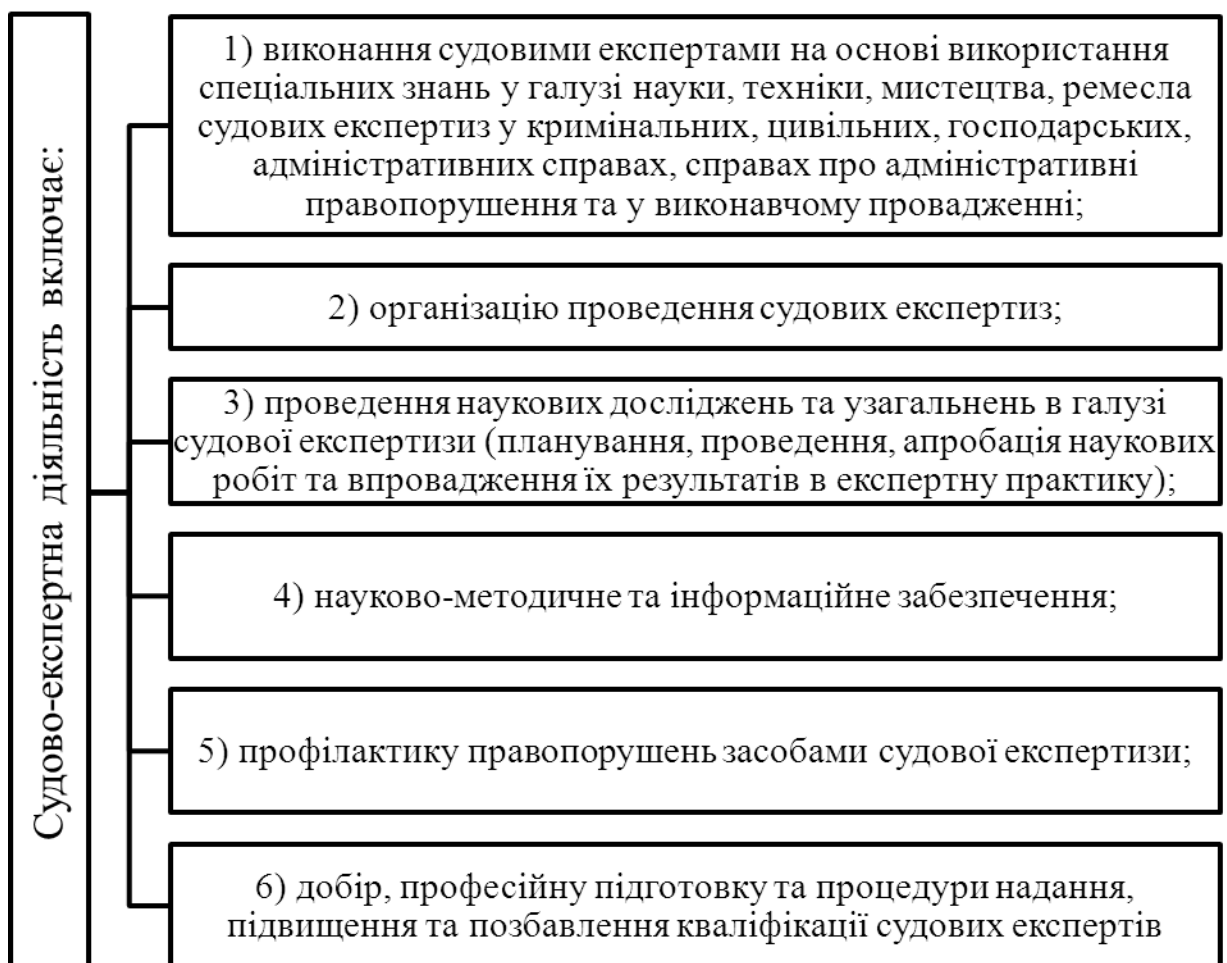 Судово-експертна діяльність включає:
1) виконання судовими експертами на основі використання
спеціальних знань у галузі науки, техніки, мистецтва, ремесла
судових експертиз у кримінальних, цивільних, господарських,
адміністративних справах, справах про адміністративні
правопорушення та у виконавчому провадженні;
2) організацію проведення судових експертиз;
3) проведення наукових досліджень та узагальнень в галузі
судової експертизи (планування, проведення, апробація наукових
робіт та впровадження їх результатів в експертну практику);
4) науково-методичне та інформаційне забезпечення;
5) профілактику правопорушень засобами судової експертизи;
6) добір, професійну підготовку та процедури надання,
підвищення та позбавлення кваліфікації судових експертів